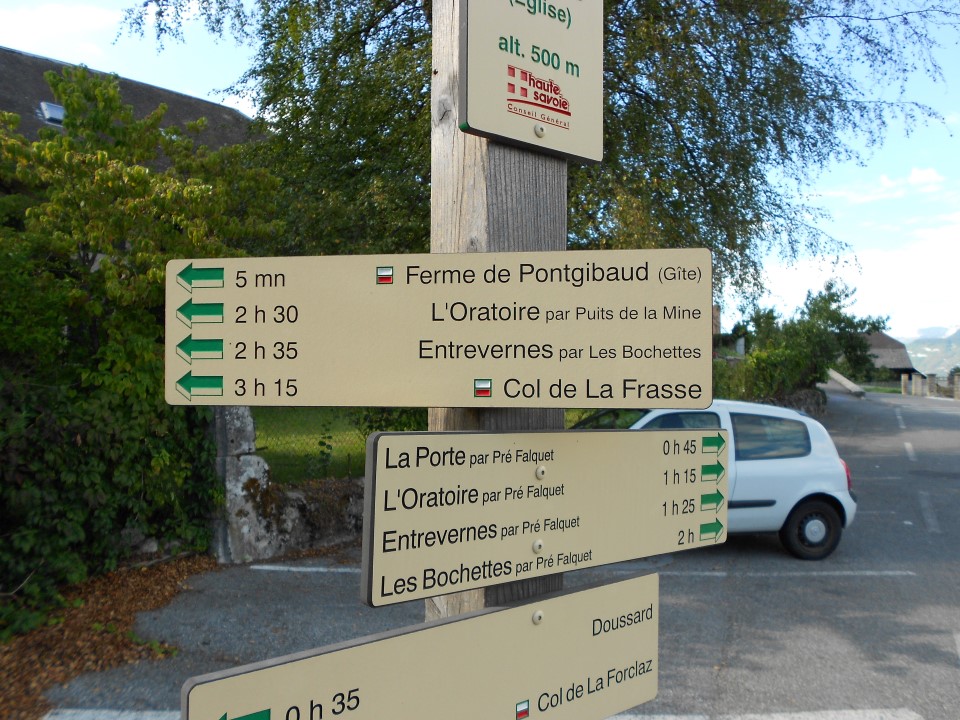 (Eglise)
alt. 500 m
haute
savoie
Conseil Général
5 mn Ferme de Pontgibaud (Gîte)
2 h 30 L'Oratoire par Puits de la Mine
2 h 35 Entrevernes par Les Bochettes
3 h 15 Col de La Frasse
La Porte par Pré Falquet 0 h 45
L'Oratoire par Pré Falquet 1 h 15
Entrevernes par Pré Falquet 1 h 25
Les Bochettes par Pré Falquet 2 h
Doussard
0 h 35 Col de La Forclaz